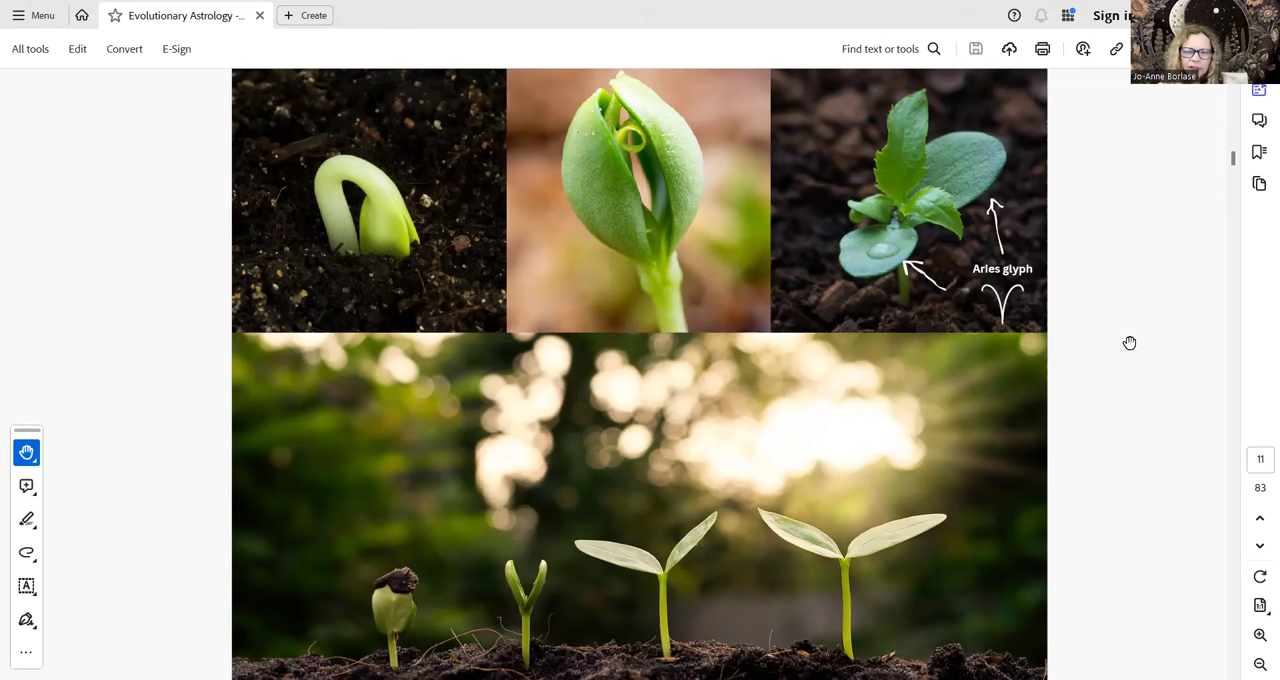 Menu
Evolutionary Astrology -...
Create
Sign in
All tools
Edit
Convert
E-Sign
Find text or tools
Jo-Anne Borlase
Aries glyph
11
83